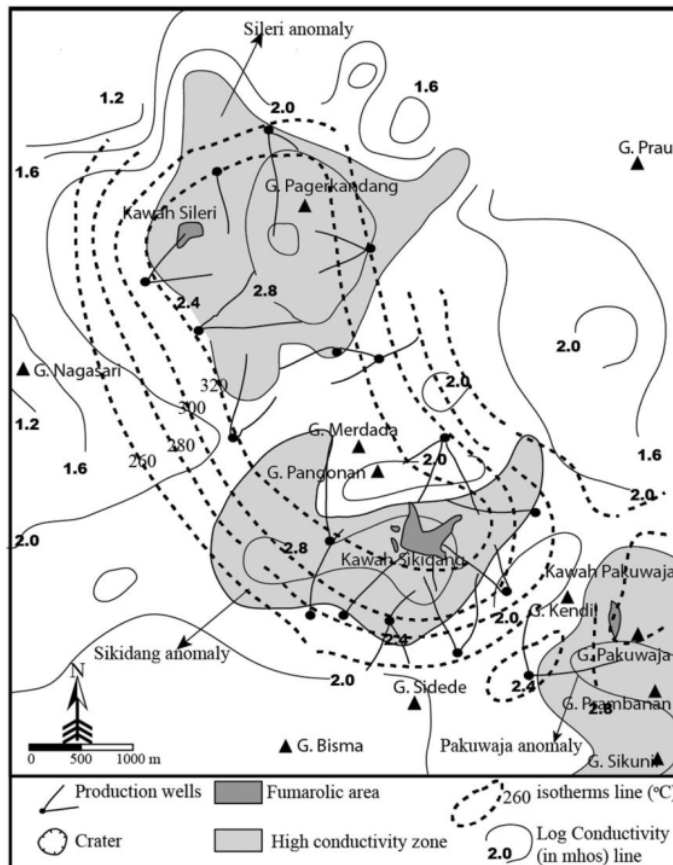 Sileri anomaly
1.2
2.0
1.6
G. Prau
1.6
G. Pagerkandang
Kawah Sileri
2.4
2.8
2.0
G. Nagasari
320
2.0
300
1.2
G. Merdada
280
260
1.6
G. Pangonan
2.0
1.6
2.0
2.0
2.8
Kawah Sikidang
Kawah Pakuwaja
2.0
G. Kendil
Sikidang anomaly
2.4
G. Pakuwaja
N
2.0
G. Sidede
2.4
G. Prambanan
2.8
0 500 1000 m
G. Bisma
Pakuwaja anomaly
G. Sikunir
Production wells
Fumarolic area
260
isotherms line (°C)
Crater
High conductivity zone
2.0
Log Conductivity
(in mhos) line